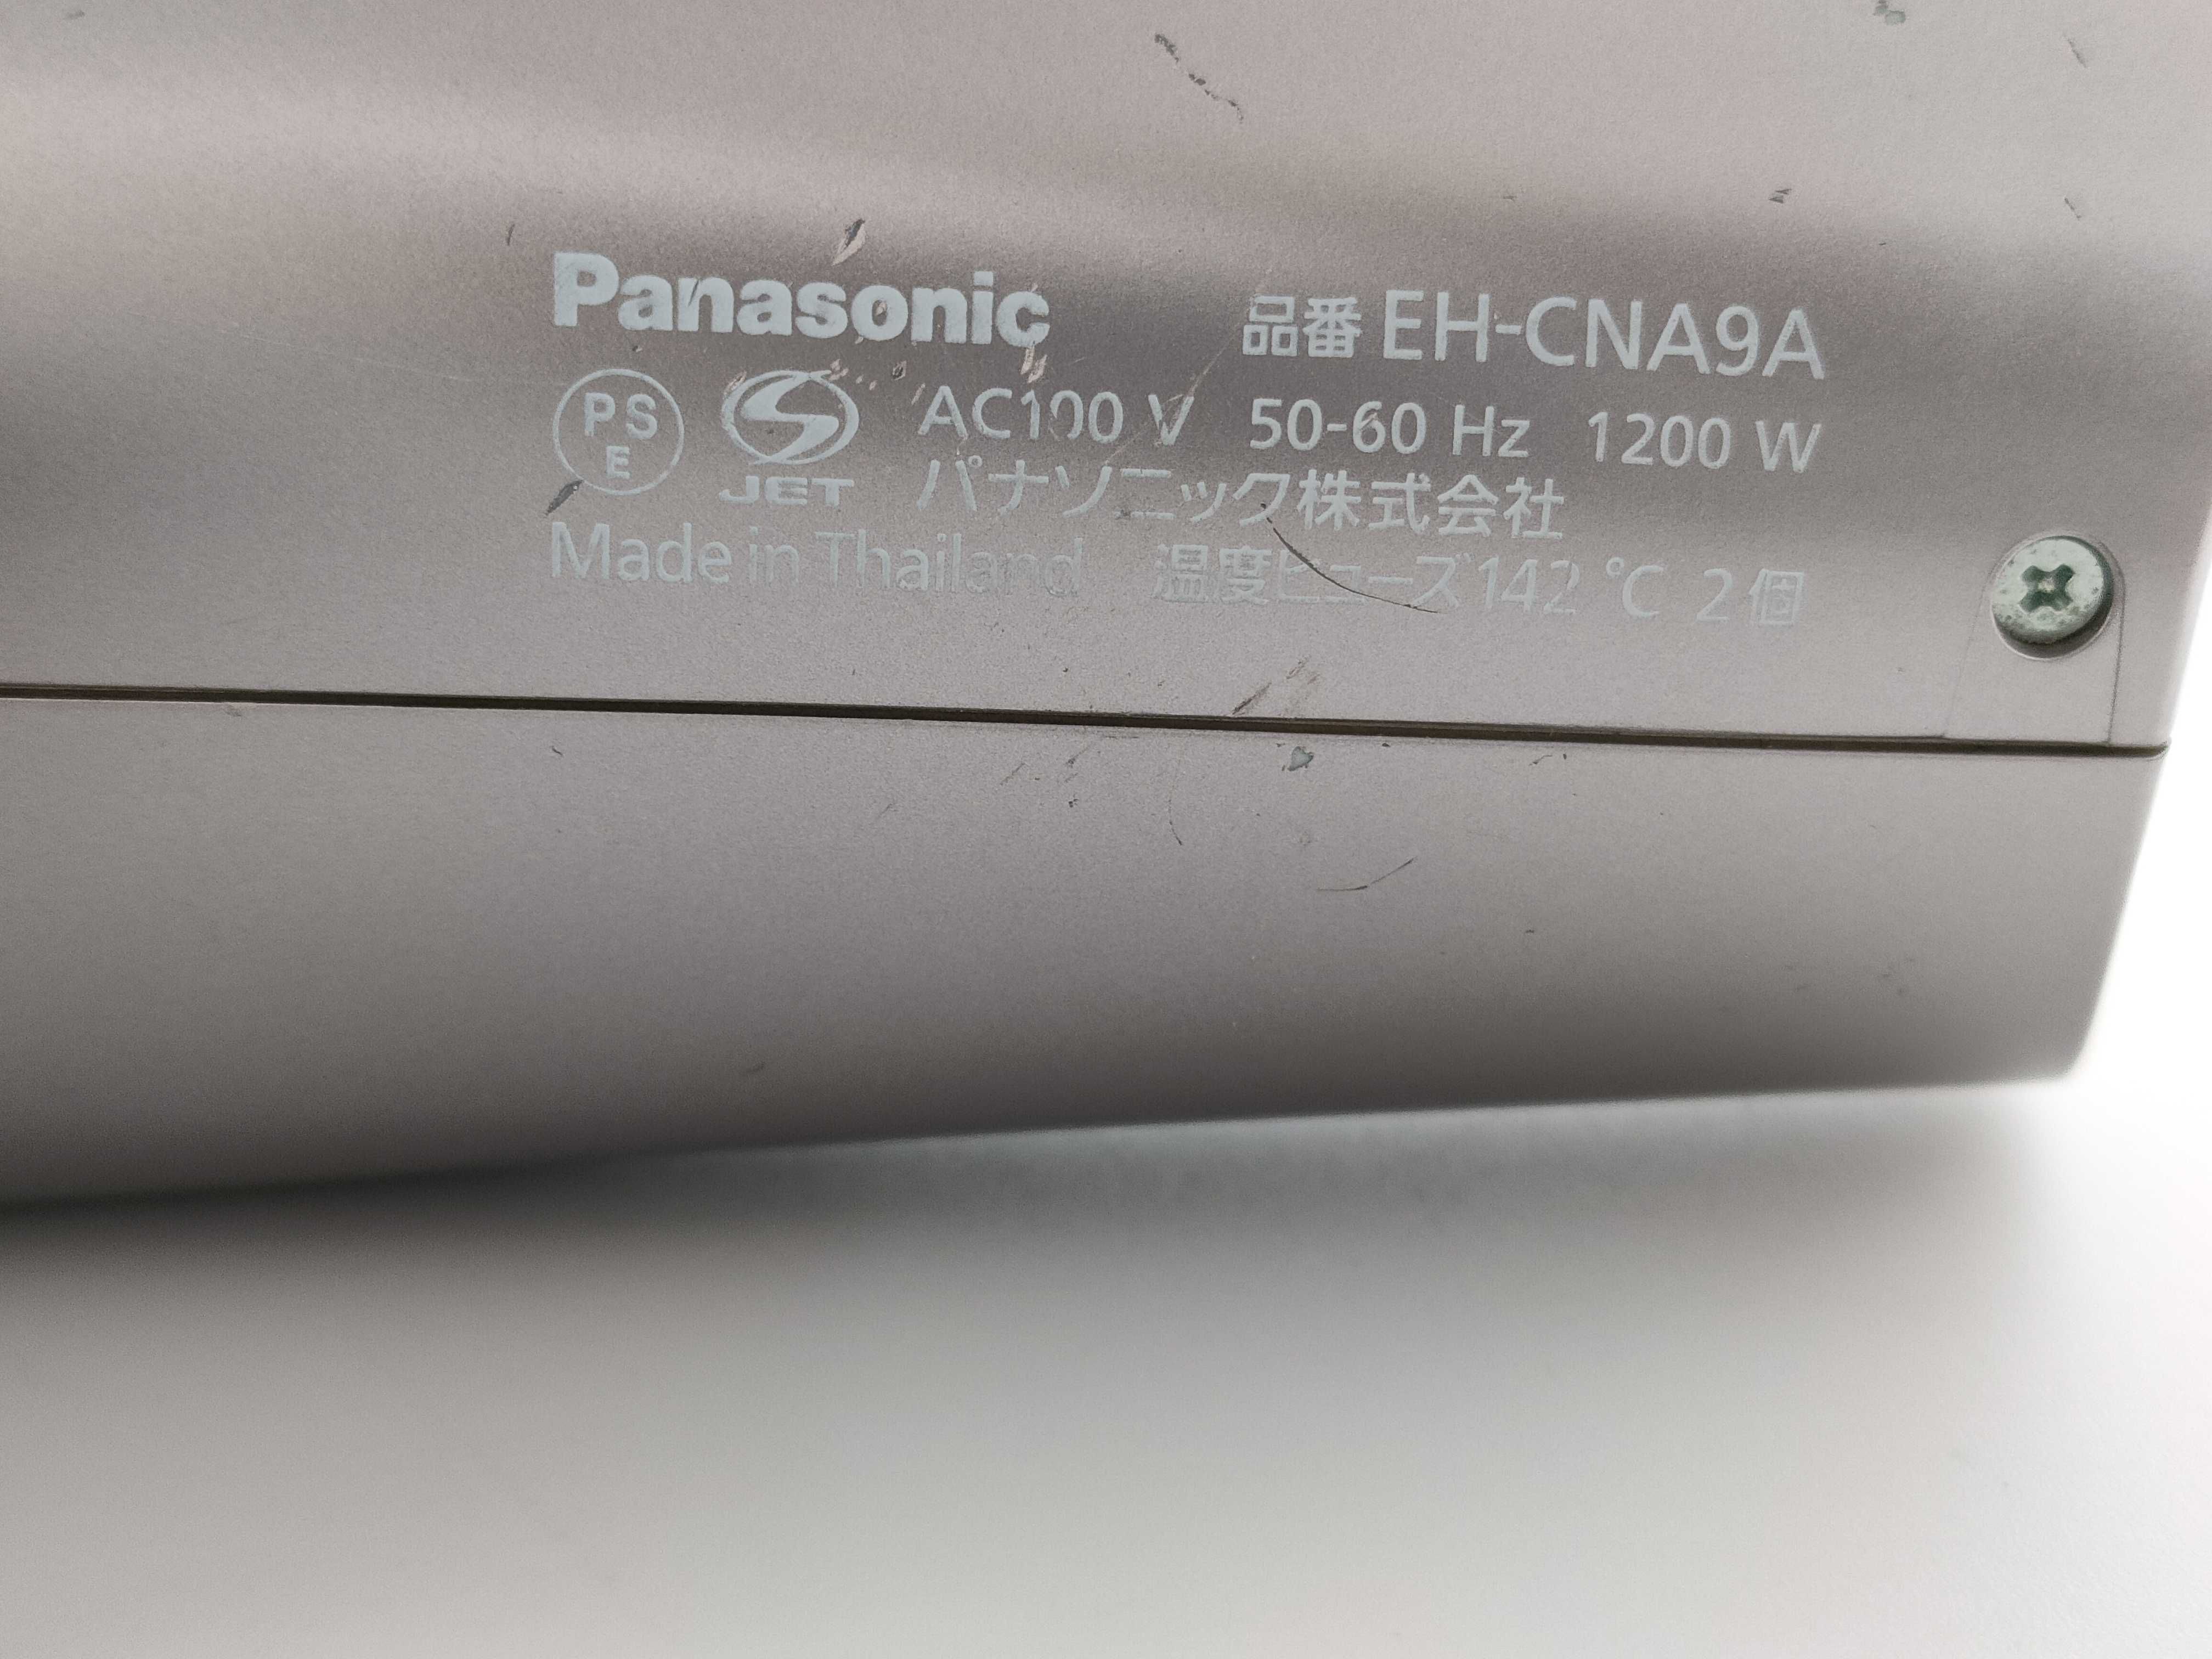 Panasonic 品番 EH-CNA9A
PS E JET AC100 V 50-60 Hz 1200 W
パナソニック株式会社
Made in Thailand 温度ヒューズ142 ℃ 2個